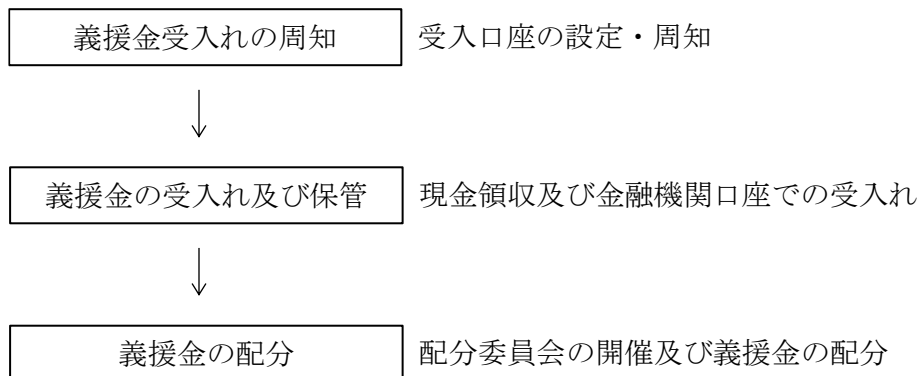 義援金受入れの周知 受入口座の設定・周知
義援金の受入れ及び保管 現金領収及び金融機関口座での受入れ
義援金の配分 配分委員会の開催及び義援金の配分